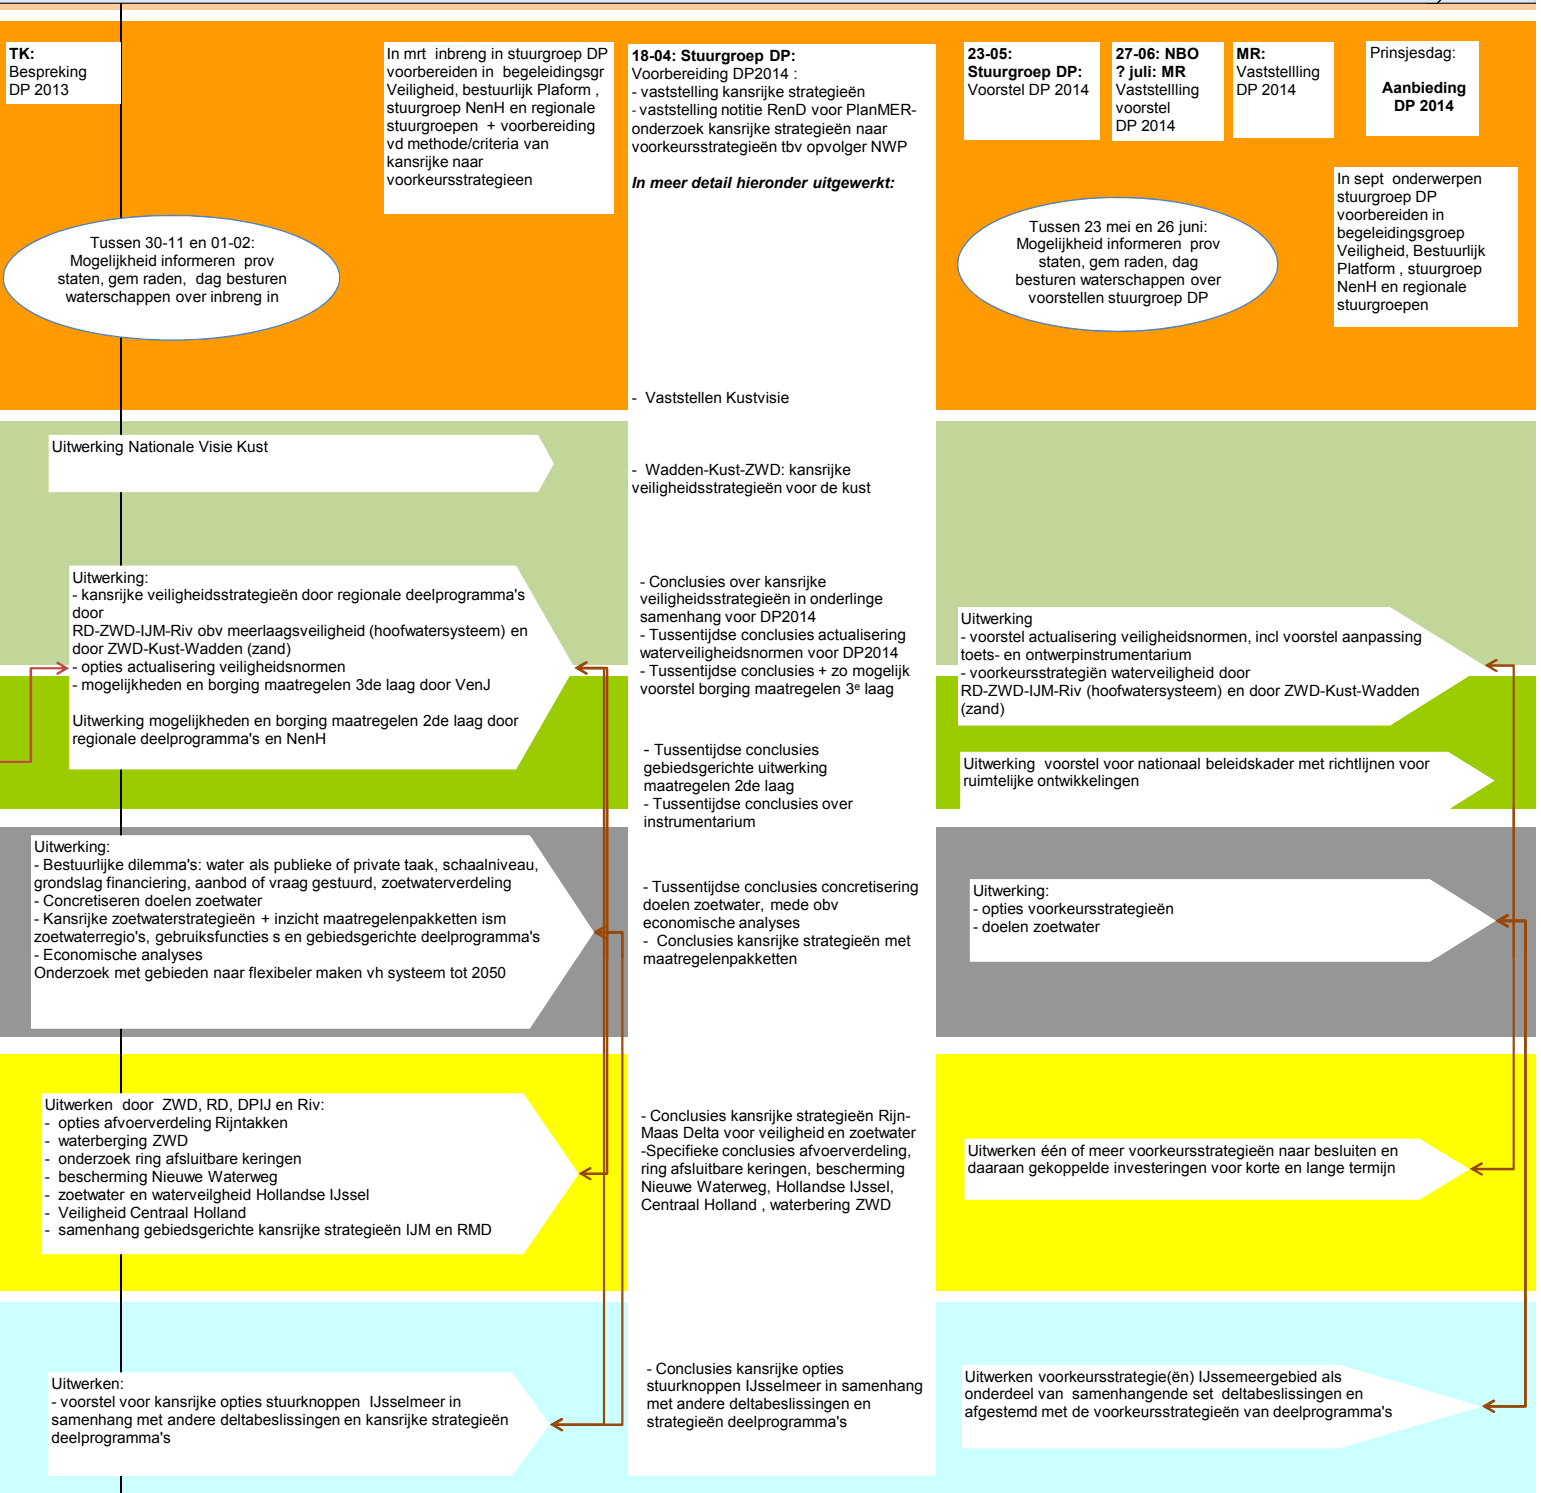 TK:
Bespreking
DP 2013
In mrt inbreng in stuurgroep DP
voorbereiden in begeleidingsgr
Veiligheid, bestuurlijk Plaform ,
stuurgroep NenH en regionale
stuurgroepen + voorbereiding
vd methode/criteria van
kansrijke naar
voorkeursstrategieen
18-04: Stuurgroep DP:
Voorbereiding DP2014 :
- vaststelling kansrijke strategieën
- vaststelling notitie RenD voor PlanMER-
onderzoek kansrijke strategieën naar
voorkeursstrategieën tbv opvolger NWP
In meer detail hieronder uitgewerkt:
23-05:
Stuurgroep DP:
Voorstel DP 2014
27-06: NBO
? juli: MR
Vaststellling
voorstel
DP 2014
MR:
Vaststellling
DP 2014
Prinsjesdag:
Aanbieding
DP 2014
In sept onderwerpen
stuurgroep DP
voorbereiden in
begeleidingsgroep
Veiligheid, Bestuurlijk
Platform , stuurgroep
NenH en regionale
stuurgroepen
Tussen 30-11 en 01-02:
Mogelijkheid informeren prov
staten, gem raden, dag besturen
waterschappen over inbreng in
Tussen 23 mei en 26 juni:
Mogelijkheid informeren prov
staten, gem raden, dag
besturen waterschappen over
voorstellen stuurgroep DP
- Vaststellen Kustvisie
Uitwerking Nationale Visie Kust
- Wadden-Kust-ZWD: kansrijke
veiligheidsstrategieën voor de kust
Uitwerking:
- kansrijke veiligheidsstrategieën door regionale deelprogramma's
door
RD-ZWD-IJM-Riv obv meerlaagsveiligheid (hoofwatersysteem) en
door ZWD-Kust-Wadden (zand)
- opties actualisering veiligheidsnormen
- mogelijkheden en borging maatregelen 3de laag door VenJ
Uitwerking mogelijkheden en borging maatregelen 2de laag door
regionale deelprogramma's en NenH
- Conclusies over kansrijke
veiligheidsstrategieën in onderlinge
samenhang voor DP2014
- Tussentijdse conclusies actualisering
waterveiligheidsnormen voor DP2014
- Tussentijdse conclusies + zo mogelijk
voorstel borging maatregelen 3e laag
- Tussentijdse conclusies
gebiedsgerichte uitwerking
maatregelen 2de laag
- Tussentijdse conclusies over
instrumentarium
Uitwerking
- voorstel actualisering veiligheidsnormen, incl voorstel aanpassing
toets- en ontwerpinstrumentarium
- voorkeursstrategiën waterveiligheid door
RD-ZWD-IJM-Riv (hoofwatersysteem) en door ZWD-Kust-Wadden
(zand)
Uitwerking voorstel voor nationaal beleidskader met richtlijnen voor
ruimtelijke ontwikkelingen
Uitwerking:
- Bestuurlijke dilemma's: water als publieke of private taak, schaalniveau,
grondslag financiering, aanbod of vraag gestuurd, zoetwaterverdeling
- Concretiseren doelen zoetwater
- Kansrijke zoetwaterstrategieën + inzicht maatregelenpakketten ism
zoetwaterregio's, gebruiksfuncties s en gebiedsgerichte deelprogramma's
- Economische analyses
Onderzoek met gebieden naar flexibeler maken vh systeem tot 2050
- Tussentijdse conclusies concretisering
doelen zoetwater, mede obv
economische analyses
- Conclusies kansrijke strategieën met
maatregelenpakketten
Uitwerking:
- opties voorkeursstrategieën
- doelen zoetwater
Uitwerken door ZWD, RD, DPIJ en Riv:
- opties afvoerverdeling Rijntakken
- waterberging ZWD
- onderzoek ring afsluitbare keringen
- bescherming Nieuwe Waterweg
- zoetwater en waterveilgheid Hollandse IJssel
- Veiligheid Centraal Holland
- samenhang gebiedsgerichte kansrijke strategieën IJM en RMD
- Conclusies kansrijke strategieën Rijn-
Maas Delta voor veiligheid en zoetwater
-Specifieke conclusies afvoerverdeling,
ring afsluitbare keringen, bescherming
Nieuwe Waterweg, Hollandse IJssel,
Centraal Holland , waterbering ZWD
Uitwerken één of meer voorkeursstrategieën naar besluiten en
daaraan gekoppelde investeringen voor korte en lange termijn
Uitwerken:
- voorstel voor kansrijke opties stuurknoppen IJsselmeer in
samenhang met andere deltabeslissingen en kansrijke strategieën
deelprogramma's
- Conclusies kansrijke opties
stuurknoppen IJsselmeer in samenhang
met andere deltabeslissingen en
strategieën deelprogramma's
Uitwerken voorkeursstrategie(ën) IJssemeergebied als
onderdeel van samenhangende set deltabeslissingen en
afgestemd met de voorkeursstrategieën van deelprogramma's